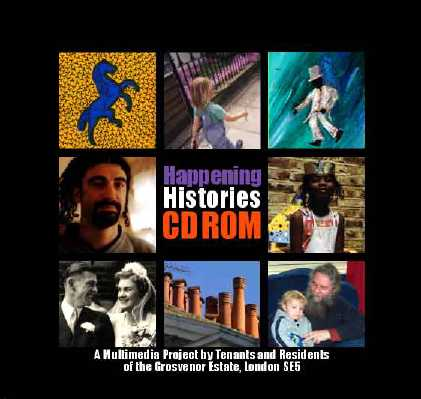 Happening
Histories
CD ROM
A Multimedia Project by Tenants and Residents
of the Grosvenor Estate, London SE5